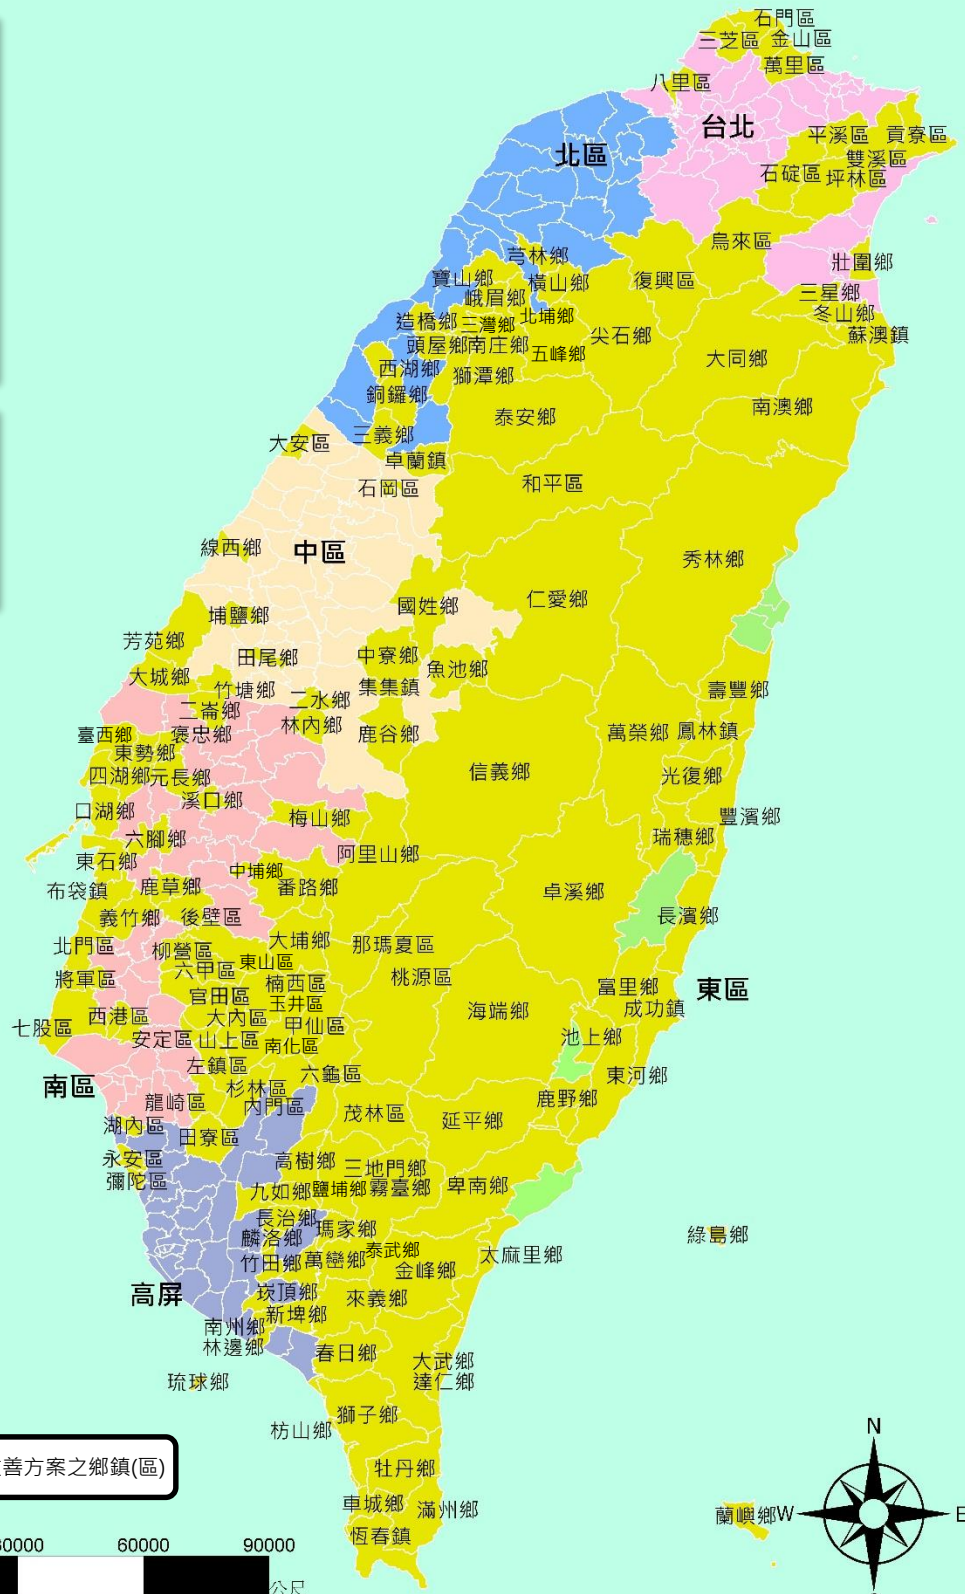 石門區
三芝區 金山區
萬里區
八里區
台北
平溪區 貢寮區
北區
雙溪區
石碇區 坪林區
烏來區
芎林鄉
壯圍鄉
寶山鄉 橫山鄉 復興區
峨眉鄉
三星鄉
造橋鄉 三灣鄉 北埔鄉
冬山鄉
尖石鄉
蘇澳鎮
頭屋鄉 南庄鄉 五峰鄉
大同鄉
西湖鄉 獅潭鄉
銅鑼鄉
南澳鄉
泰安鄉
三義鄉
大安區
卓蘭鎮
石岡區 和平區
線西鄉 中區
秀林鄉
國姓鄉 仁愛鄉
埔鹽鄉
芳苑鄉
田尾鄉 中寮鄉
魚池鄉
大城鄉
竹塘鄉 集集鎮 壽豐鄉
二水鄉
二崙鄉
林內鄉
臺西鄉 褒忠鄉 鹿谷鄉 萬榮鄉 鳳林鎮
東勢鄉
四湖鄉 元長鄉 信義鄉 光復鄉
溪口鄉
口湖鄉 梅山鄉 豐濱鄉
六腳鄉 瑞穗鄉
東石鄉 阿里山鄉
中埔鄉
布袋鎮 鹿草鄉 番路鄉 卓溪鄉
義竹鄉 後壁區 長濱鄉
北門區 柳營區 大埔鄉 那瑪夏區
東山區
將軍區 六甲區 桃源區
楠西區 富里鄉 東區
官田區 玉井區
七股區 西港區 大內區 甲仙區 海端鄉 成功鎮
安定區 山上區 南化區 池上鄉
左鎮區 六龜區 東河鄉
南區 杉林區
龍崎區 內門區 茂林區 延平鄉 鹿野鄉
湖內區 田寮區
永安區 高樹鄉 三地門鄉
彌陀區
九如鄉 鹽埔鄉 霧臺鄉 卑南鄉
長治鄉 瑪家鄉 綠島鄉
麟洛鄉
竹田鄉 萬巒鄉 泰武鄉 太麻里鄉
金峰鄉
高屏 崁頂鄉 來義鄉
新埤鄉
南州鄉
林邊鄉 春日鄉 大武鄉
琉球鄉 達仁鄉
獅子鄉
枋山鄉 N
善方案之鄉鎮(區) 牡丹鄉
車城鄉 滿州鄉 蘭嶼鄉 W E
恆春鎮
60000 90000
公尺